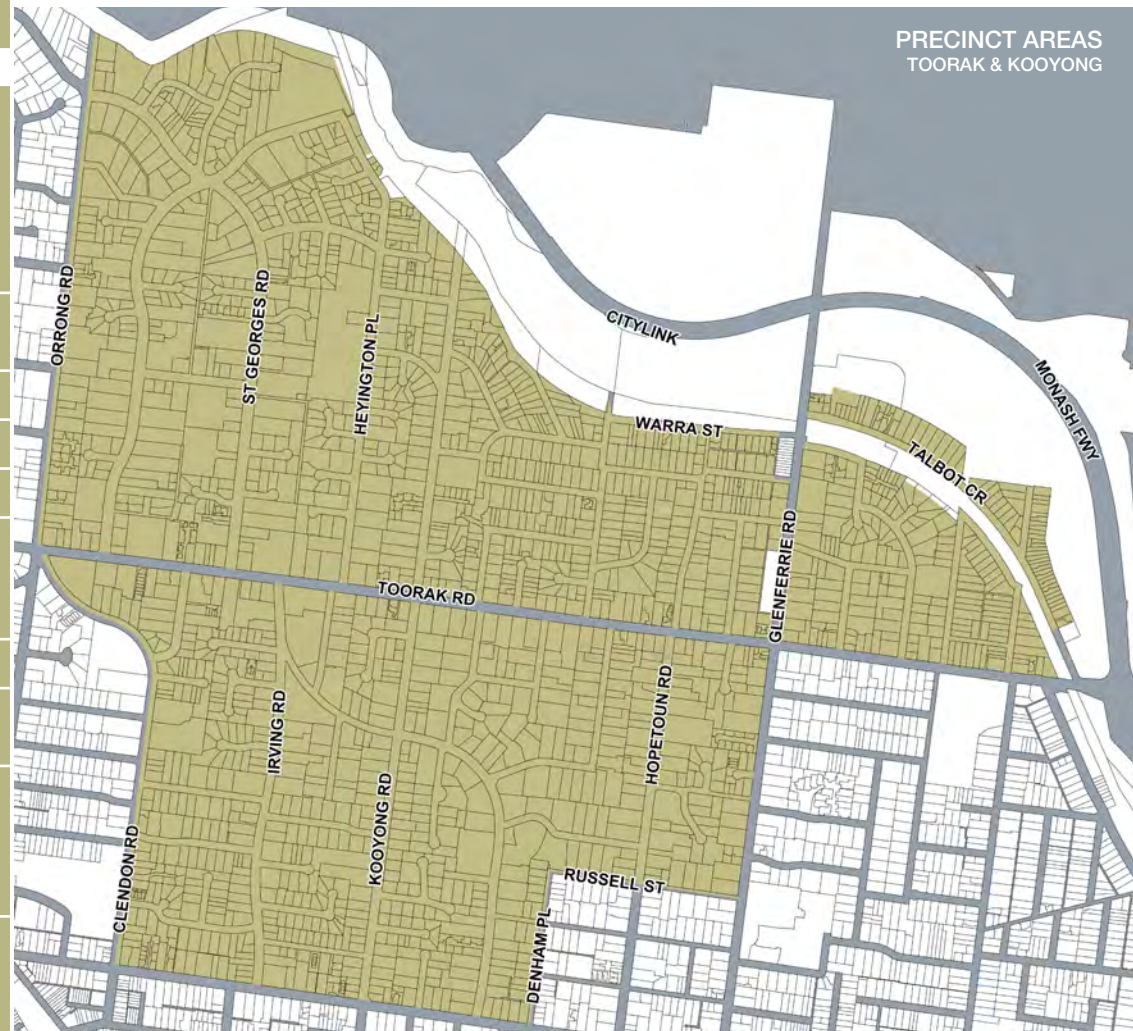 PRECINCT AREAS
TOORAK & KOOYONG
ORRONG RD
ST GEORGES RD
HEYINGTON PL
CITYLINK
MONASH FWY
WARRA ST
TALBOT CR
GLENFERRIE RD
TOORAK RD
IRVING RD
HOPETOUN RD
KOOYONG RD
CLENDON RD
RUSSELL ST
DENHAM PL